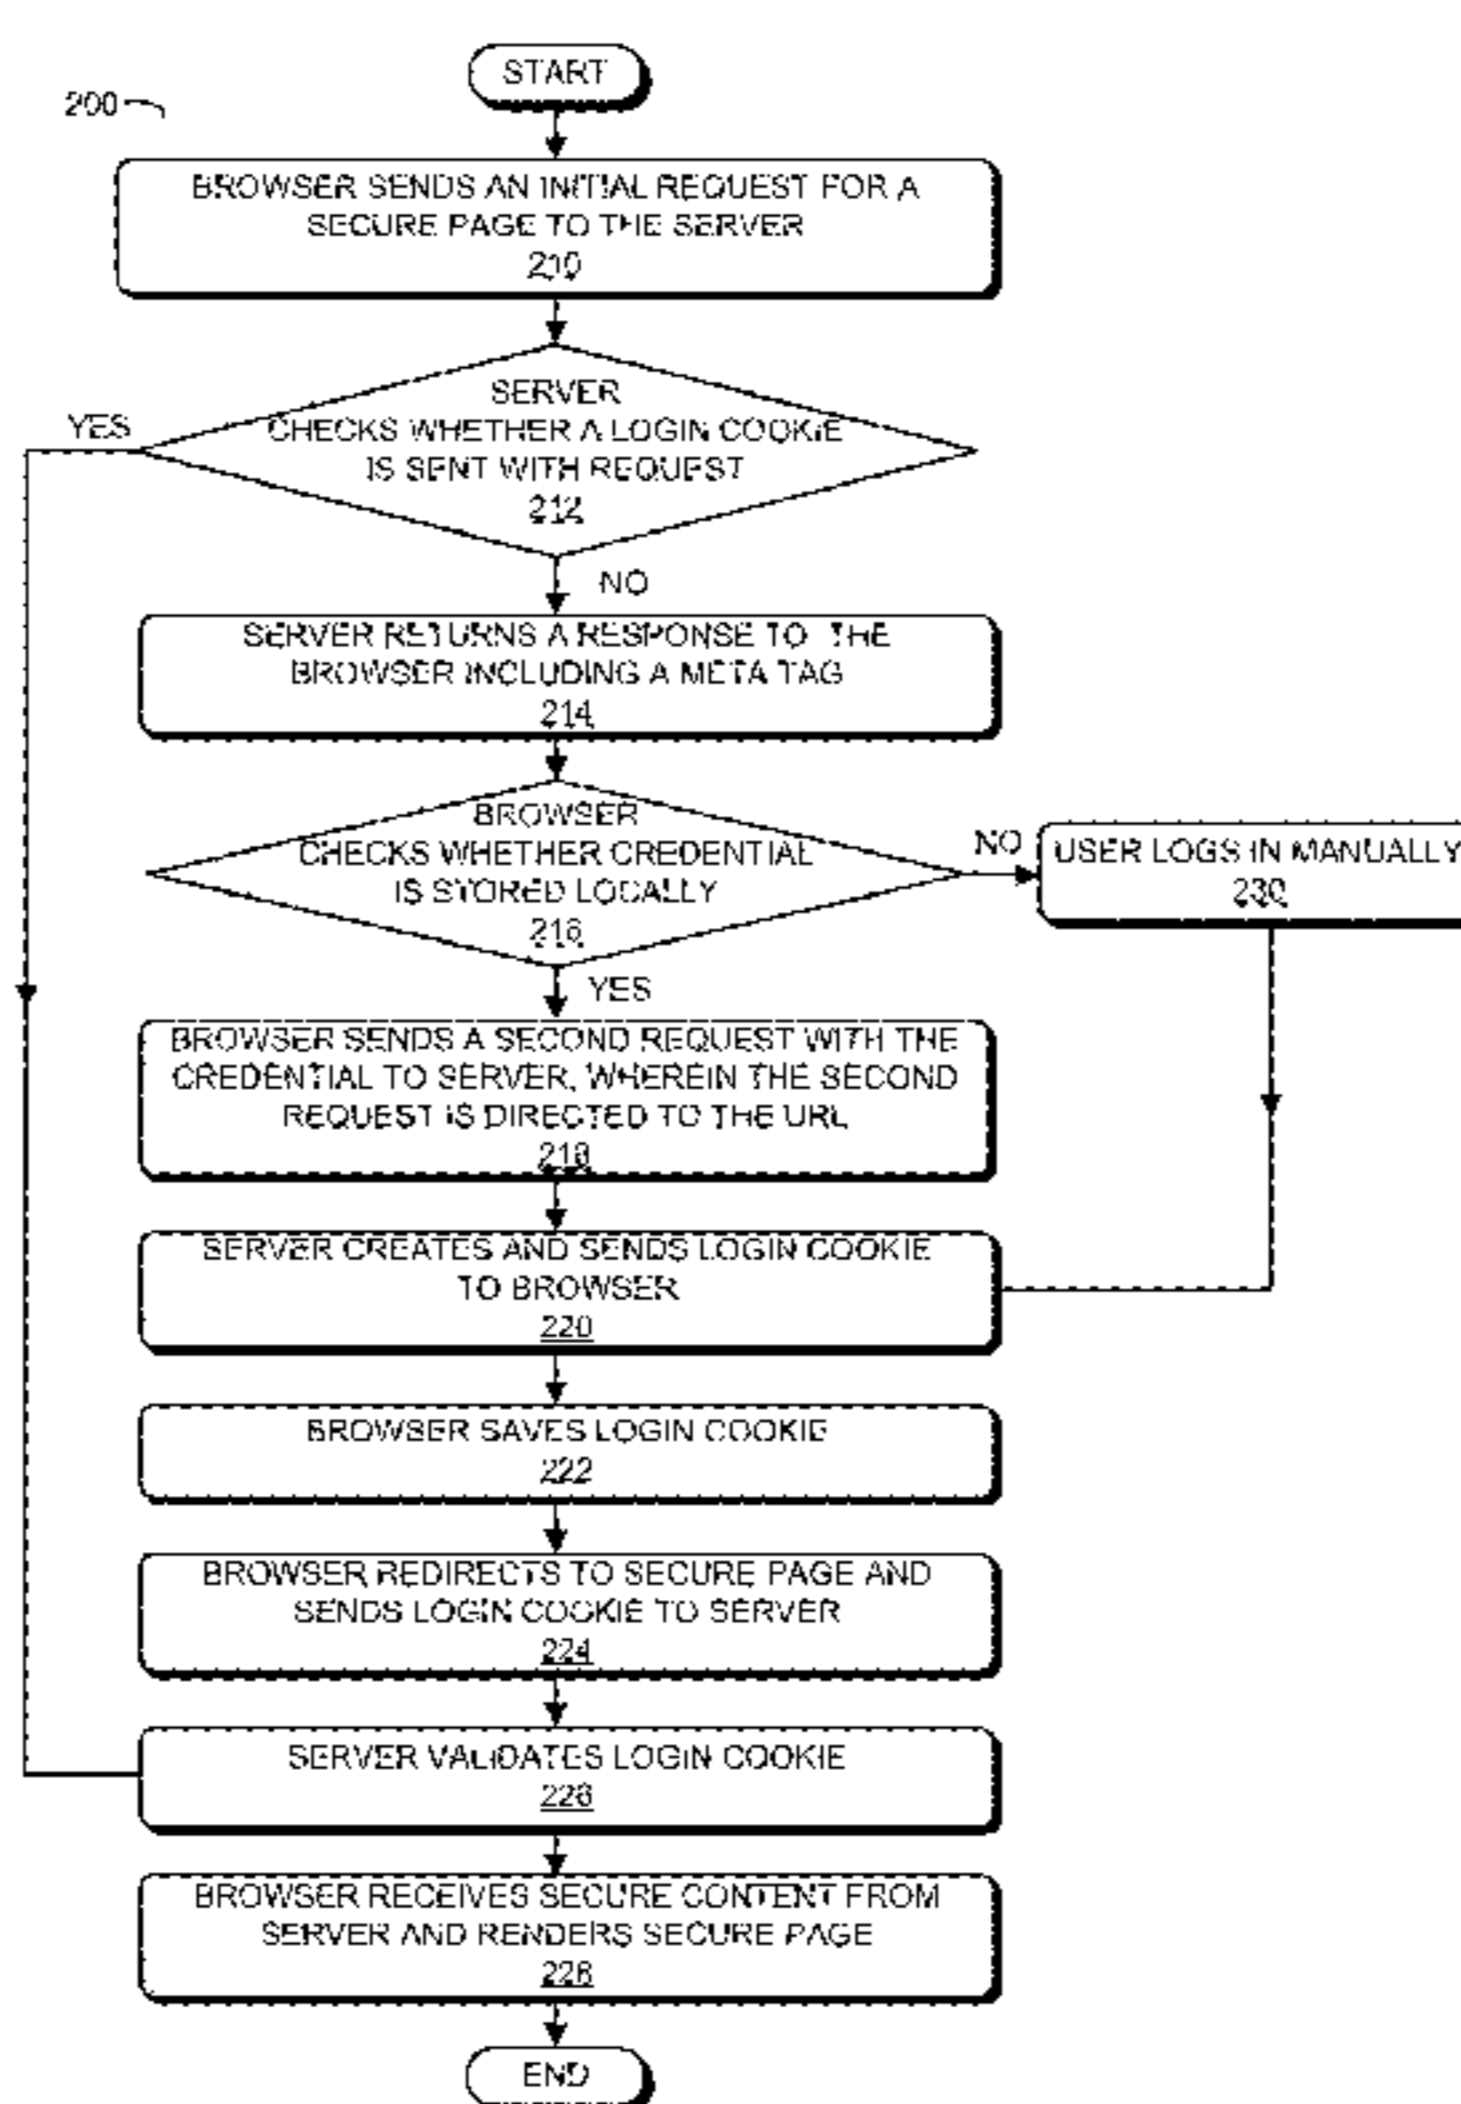 START
200
BROWSER SENDS AN INITIAL REQUEST FOR A
SECURE PAGE TO THE SERVER
210
SERVER
CHECKS WHETHER A LOGIN COOKIE
IS SENT WITH REQUEST
212
YES
NO
SERVER RETURNS A RESPONSE TO THE
BROWSER INCLUDING A META TAG
214
BROWSER
CHECKS WHETHER CREDENTIAL
IS STORED LOCALLY
216
NO
USER LOGS IN MANUALLY
230
YES
BROWSER SENDS A SECOND REQUEST WITH THE
CREDENTIAL TO SERVER, WHEREIN THE SECOND
REQUEST IS DIRECTED TO THE URL
218
SERVER CREATES AND SENDS LOGIN COOKIE
TO BROWSER
220
BROWSER SAVES LOGIN COOKIE
222
BROWSER REDIRECTS TO SECURE PAGE AND
SENDS LOGIN COOKIE TO SERVER
224
SERVER VALIDATES LOGIN COOKIE
226
BROWSER RECEIVES SECURE CONTENT FROM
SERVER AND RENDERS SECURE PAGE
228
END